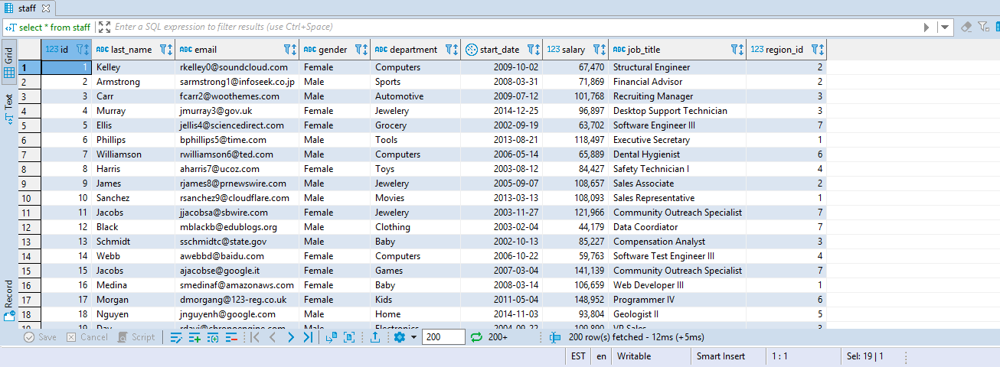 staff
select * from staff Enter a SQL expression to filter results (use Ctrl+Space)
Grid
Text
Record
123 id ABC last_name ABC email ABC gender ABC department start_date 123 salary ABC job_title 123 region_id
1 1 Kelley rkelley0@soundcloud.com Female Computers 2009-10-02 67,470 Structural Engineer 2
2 2 Armstrong sarmstrong1@infoseek.co.jp Male Sports 2008-03-31 71,869 Financial Advisor 2
3 3 Carr fcarr2@woothemes.com Male Automotive 2009-07-12 101,768 Recruiting Manager 3
4 4 Murray jmurray3@gov.uk Female Jewelery 2014-12-25 96,897 Desktop Support Technician 3
5 5 Ellis jellis4@sciencedirect.com Female Grocery 2002-09-19 63,702 Software Engineer III 7
6 6 Phillips bphillips5@time.com Male Tools 2013-08-21 118,497 Executive Secretary 1
7 7 Williamson rwilliamson6@ted.com Male Computers 2006-05-14 65,889 Dental Hygienist 6
8 8 Harris aharris7@ucoz.com Female Toys 2003-08-12 84,427 Safety Technician I 4
9 9 James rjames8@prnewswire.com Male Jewelery 2005-09-07 108,657 Sales Associate 2
10 10 Sanchez rsanchez9@cloudflare.com Male Movies 2013-03-13 108,093 Sales Representative 1
11 11 Jacobs jjacobsa@sbwire.com Female Jewelery 2003-11-27 121,966 Community Outreach Specialist 7
12 12 Black mblackb@edublogs.org Male Clothing 2003-02-04 44,179 Data Coordiator 7
13 13 Schmidt sschmidtc@state.gov Male Baby 2002-10-13 85,227 Compensation Analyst 3
14 14 Webb awebbd@baidu.com Female Computers 2006-10-22 59,763 Software Test Engineer III 4
15 15 Jacobs ajacobse@google.it Female Games 2007-03-04 141,139 Community Outreach Specialist 7
16 16 Medina smedinaf@amazonaws.com Female Baby 2008-03-14 106,659 Web Developer III 1
17 17 Morgan dmorgang@123-reg.co.uk Female Kids 2011-05-04 148,952 Programmer IV 6
18 18 Nguyen jnguyenh@google.com Male Home 2014-11-03 93,804 Geologist II 5
Save Cancel Script 200 200+ 200 row(s) fetched - 12ms (+5ms)
EST en Writable Smart Insert 1 : 1 Sel: 19 | 1